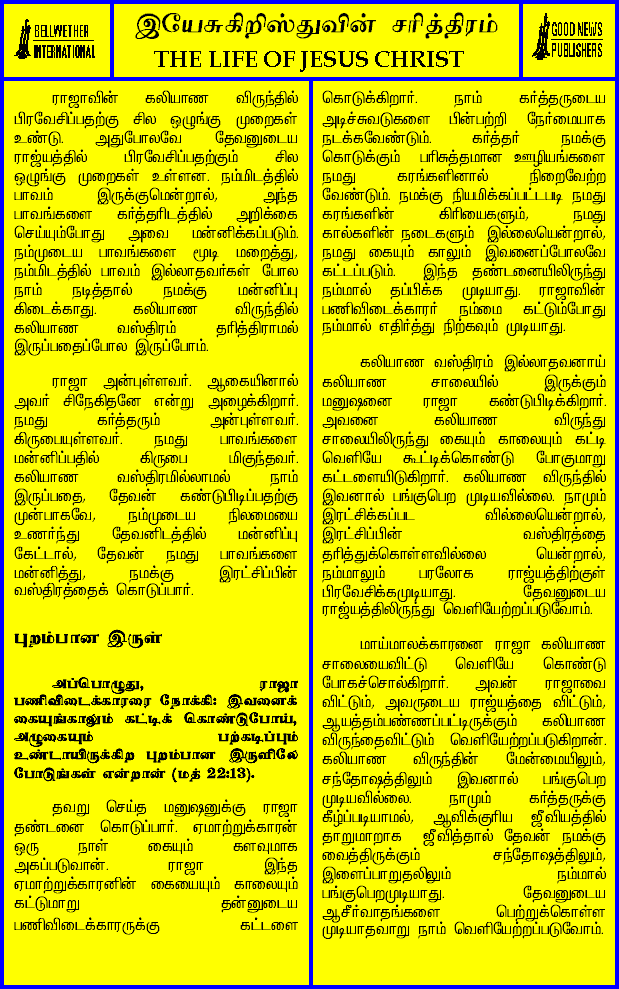 BELLWETHER
INTERNATIONAL
இயேசுகிறிஸ்துவின் சரித்திரம்
THE LIFE OF JESUS CHRIST
GOOD NEWS
PUBLISHERS
ராஜாவின் கலியாண விருந்தில்
பிரவேசிப்பதற்கு சில ஒழுங்கு முறைகள்
உண்டு. அதுபோலவே தேவனுடைய
ராஜ்யத்தில் பிரவேசிப்பதற்கும் சில
ஒழுங்கு முறைகள் உள்ளன. நம்மிடத்தில்
பாவம் இருக்குமென்றால், அந்த
பாவங்களை கர்த்தரிடத்தில் அறிக்கை
செய்யும்போது அவை மன்னிக்கப்படும்.
நம்முடைய பாவங்களை மூடி மறைத்து,
நம்மிடத்தில் பாவம் இல்லாதவர்கள் போல
நாம் நடித்தால் நமக்கு மன்னிப்பு
கிடைக்காது. கலியாண விருந்தில்
கலியாண வஸ்திரம் தரித்திராமல்
இருப்பதைப்போல இருப்போம்.
ராஜா அன்புள்ளவர். ஆகையினால்
அவர் சிநேகிதனே என்று அழைக்கிறார்.
நமது கர்த்தரும் அன்புள்ளவர்.
கிருபையுள்ளவர். நமது பாவங்களை
மன்னிப்பதில் கிருபை மிகுந்தவர்.
கலியாண வஸ்திரமில்லாமல் நாம்
இருப்பதை, தேவன் கண்டுபிடிப்பதற்கு
முன்பாகவே, நம்முடைய நிலமையை
உணர்ந்து தேவனிடத்தில் மன்னிப்பு
கேட்டால், தேவன் நமது பாவங்களை
மன்னித்து, நமக்கு இரட்சிப்பின்
வஸ்திரத்தைக் கொடுப்பார்.
புறம்பான இருள்
அப்பொழுது, ராஜா
பணிவிடைக்காரரை நோக்கி: இவனைக்
கையுங்காலும் கட்டிக் கொண்டுபோய்,
அழுகையும் பற்கடிப்பும்
உண்டாயிருக்கிற புறம்பான இருளிலே
போடுங்கள் என்றான் (மத் 22:13).
தவறு செய்த மனுஷனுக்கு ராஜா
தண்டனை கொடுப்பார். ஏமாற்றுக்காரன்
ஒரு நாள் கையும் களவுமாக
அகப்படுவான். ராஜா இந்த
ஏமாற்றுக்காரனின் கையையும் காலையும்
கட்டுமாறு தன்னுடைய
பணிவிடைக்காரருக்கு கட்டளை
கொடுக்கிறார். நாம் கர்த்தருடைய
அடிச்சுவடுகளை பின்பற்றி நேர்மையாக
நடக்கவேண்டும். கர்த்தர் நமக்கு
கொடுக்கும் பரிசுத்தமான ஊழியங்களை
நமது கரங்களினால் நிறைவேற்ற
வேண்டும். நமக்கு நியமிக்கப்பட்டபடி நமது
கரங்களின் கிரியைகளும், நமது
கால்களின் நடைகளும் இல்லையென்றால்,
நமது கையும் காலும் இவனைப்போலவே
கட்டப்படும். இந்த தண்டனையிலிருந்து
நம்மால் தப்பிக்க முடியாது. ராஜாவின்
பணிவிடைக்காரர் நம்மை கட்டும்போது
நம்மால் எதிர்த்து நிற்கவும் முடியாது.
கலியாண வஸ்திரம் இல்லாதவனாய்
கலியாண சாலையில் இருக்கும்
மனுஷனை ராஜா கண்டுபிடிக்கிறார்.
அவனை கலியாண விருந்து
சாலையிலிருந்து கையும் காலையும் கட்டி
வெளியே கூட்டிக்கொண்டு போகுமாறு
கட்டளையிடுகிறார். கலியாண விருந்தில்
இவனால் பங்குபெற முடியவில்லை. நாமும்
இரட்சிக்கப்பட வில்லையென்றால்,
இரட்சிப்பின் வஸ்திரத்தை
தரித்துக்கொள்ளவில்லை யென்றால்,
நம்மாலும் பரலோக ராஜ்யத்திற்குள்
பிரவேசிக்கமுடியாது. தேவனுடைய
ராஜ்யத்திலிருந்து வெளியேற்றப்படுவோம்.
மாய்மாலக்காரனை ராஜா கலியாண
சாலையைவிட்டு வெளியே கொண்டு
போகச்சொல்கிறார். அவன் ராஜாவை
விட்டும், அவருடைய ராஜ்யத்தை விட்டும்,
ஆயத்தம்பண்ணப்பட்டிருக்கும் கலியாண
விருந்தைவிட்டும் வெளியேற்றப்படுகிறான்.
கலியாண விருந்தின் மேன்மையிலும்,
சந்தோஷத்திலும் இவனால் பங்குபெற
முடியவில்லை. நாமும் கர்த்தருக்கு
கீழ்ப்படியாமல், ஆவிக்குரிய ஜீவியத்தில்
தாறுமாறாக ஜீவித்தால் தேவன் நமக்கு
வைத்திருக்கும் சந்தோஷத்திலும்,
இளைப்பாறுதலிலும் நம்மால்
பங்குபெறமுடியாது. தேவனுடைய
ஆசீர்வாதங்களை பெற்றுக்கொள்ள
முடியாதவாறு நாம் வெளியேற்றப்படுவோம்.